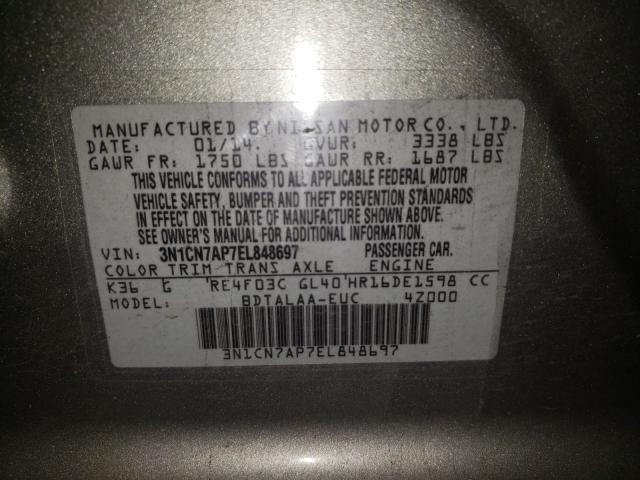 MANUFACTURED BY NISSAN MOTOR CO., LTD.
DATE: 01/14. GVWR: 3338 LBS
GAWR FR: 1750 LBS GAWR RR: 1687 LBS
THIS VEHICLE CONFORMS TO ALL APPLICABLE FEDERAL MOTOR
VEHICLE SAFETY, BUMPER AND THEFT PREVENTION STANDARDS
IN EFFECT ON THE DATE OF MANUFACTURE SHOWN ABOVE.
SEE OWNER'S MANUAL FOR ADDITIONAL INFORMATION.
VIN: 3N1CN7AP7EL848697 PASSENGER CAR.
COLOR TRIM TRANS AXLE ENGINE
K36 G RE4F03C GL40 HR16DE1598 CC
MODEL: BDTALAA-EUC 4Z000
3N1CN7AP7EL848697